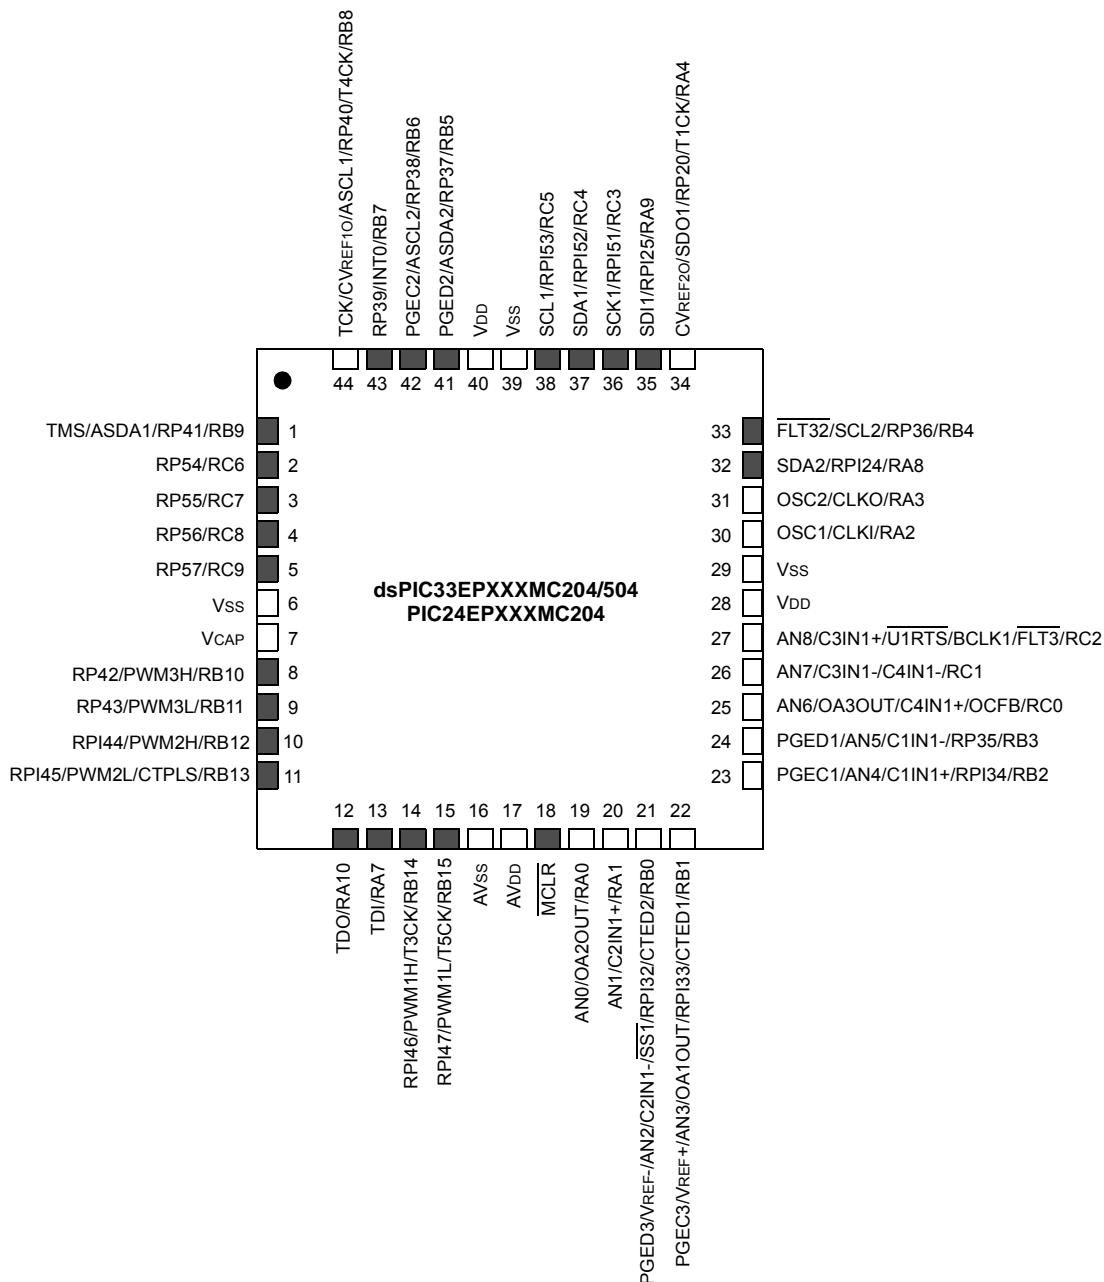 TCK/CVREF1O/ASCL1/RP40/T4CK/RB8
RP39/INT0/RB7
PGEC2/ASCL2/RP38/RB6
PGED2/ASDA2/RP37/RB5
VDD
VSS
SCL1/RPI53/RC5
SDA1/RPI52/RC4
SCK1/RPI51/RC3
SDI1/RPI25/RA9
CVREF2O/SDO1/RP20/T1CK/RA4
44 43 42 41 40 39 38 37 36 35 34
TMS/ASDA1/RP41/RB9 1
RP54/RC6 2
RP55/RC7 3
RP56/RC8 4
RP57/RC9 5
VSS 6
VCAP 7
RP42/PWM3H/RB10 8
RP43/PWM3L/RB11 9
RPI44/PWM2H/RB12 10
RPI45/PWM2L/CTPLS/RB13 11
dsPIC33EPXXXMC204/504
PIC24EPXXXMC204
33 FLT32/SCL2/RP36/RB4
32 SDA2/RPI24/RA8
31 OSC2/CLKO/RA3
30 OSC1/CLKI/RA2
29 VSS
28 VDD
27 AN8/C3IN1+/U1RTS/BCLK1/FLT3/RC2
26 AN7/C3IN1-/C4IN1-/RC1
25 AN6/OA3OUT/C4IN1+/OCFB/RC0
24 PGED1/AN5/C1IN1-/RP35/RB3
23 PGEC1/AN4/C1IN1+/RPI34/RB2
12 13 14 15 16 17 18 19 20 21 22
TDO/RA10
TDI/RA7
RPI46/PWM1H/T3CK/RB14
RPI47/PWM1L/T5CK/RB15
AVSS
AVDD
MCLR
AN0/OA2OUT/RA0
AN1/C2IN1+/RA1
PGED3/VREF-/AN2/C2IN1-/SS1/RPI32/CTED2/RB0
PGEC3/VREF+/AN3/OA1OUT/RPI33/CTED1/RB1